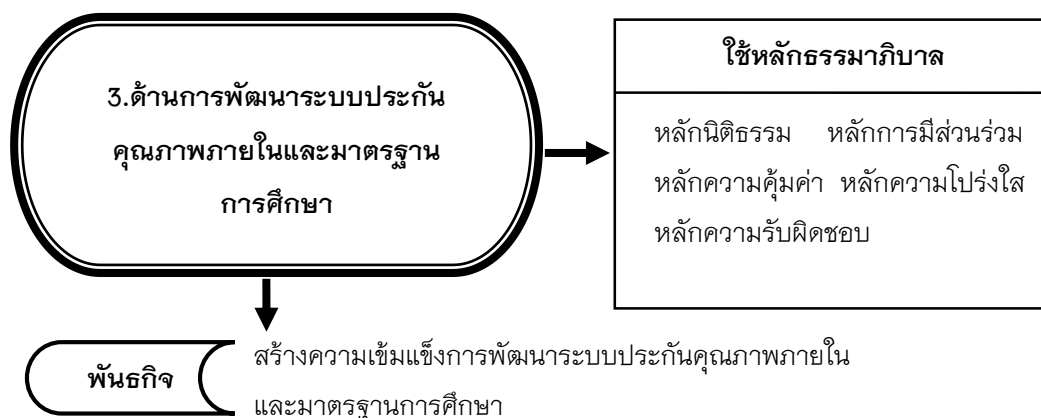 3.ด้านการพัฒนาระบบประกัน
คุณภาพภายในและมาตรฐาน
การศึกษา
ใช้หลักธรรมาภิบาล
หลักนิติธรรม หลักการมีส่วนร่วม
หลักความคุ้มค่า หลักความโปร่งใส
หลักความรับผิดชอบ
พันธกิจ
สร้างความเข้มแข็งการพัฒนาระบบประกันคุณภาพภายใน
และมาตรฐานการศึกษา